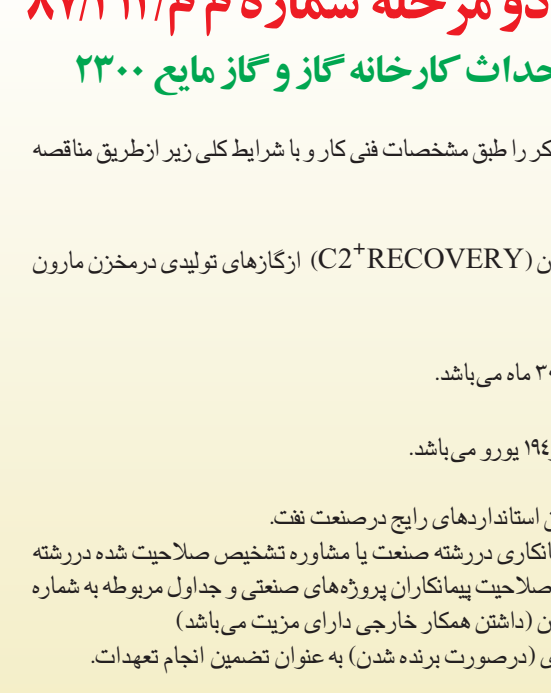 دو مرحله شماره م م/۸۷/۲۱۲
حداث کارخانه گاز و گاز مایع ۲۳۰۰
کر را طبق مشخصات فنی کار و با شرایط کلی زیر ازطریق مناقصه
ن (C2+RECOVERY) ازگازهای تولیدی درمخزن مارون
ماه می‌باشد.
۱۹٤ یورو می‌باشد.
استانداردهای رایج درصنعت نفت.
انکاری دررشته صنعت یا مشاوره تشخیص صلاحیت شده دررشته
صلاحیت پیمانکاران پروژه‌های صنعتی و جداول مربوطه به شماره
ن (داشتن همکار خارجی دارای مزیت می‌باشد)
ی (درصورت برنده شدن) به عنوان تضمین انجام تعهدات.